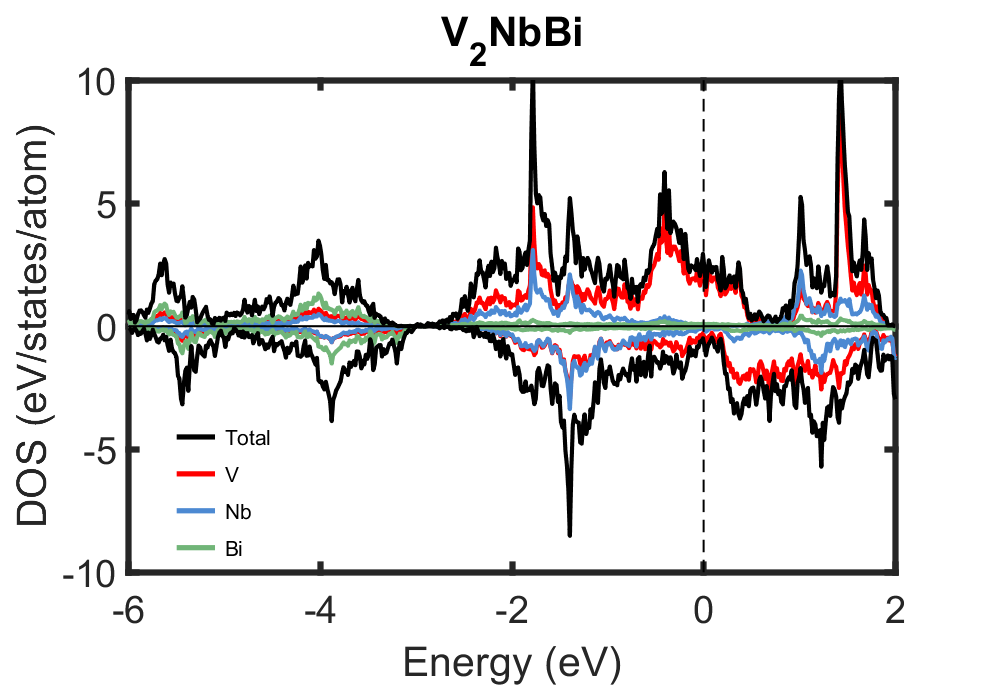 V2NbBi
DOS (eV/states/atom)
10
5
0
-5
-10
Total
V
Nb
Bi
-6 -4 -2 0 2
Energy (eV)